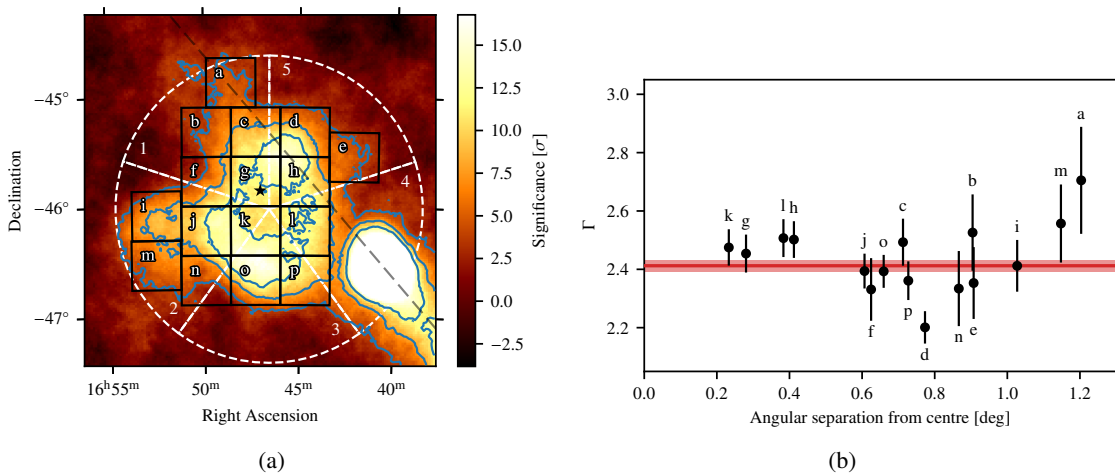 a
5
b
c
d
1
e
f
g
h
4
i
j
k
l
m
n
o
p
2
3
−45°
−46°
−47°
Declination
16ʰ55ᵐ
50ᵐ
45ᵐ
40ᵐ
Right Ascension
15.0
12.5
10.0
7.5
5.0
2.5
0.0
−2.5
Significance [σ]
(a)
2.8
2.6
2.4
2.2
Γ
k
g
l
h
j
f
o
c
p
d
n
b
e
i
m
a
0.0
0.2
0.4
0.6
0.8
1.0
1.2
Angular separation from centre [deg]
(b)